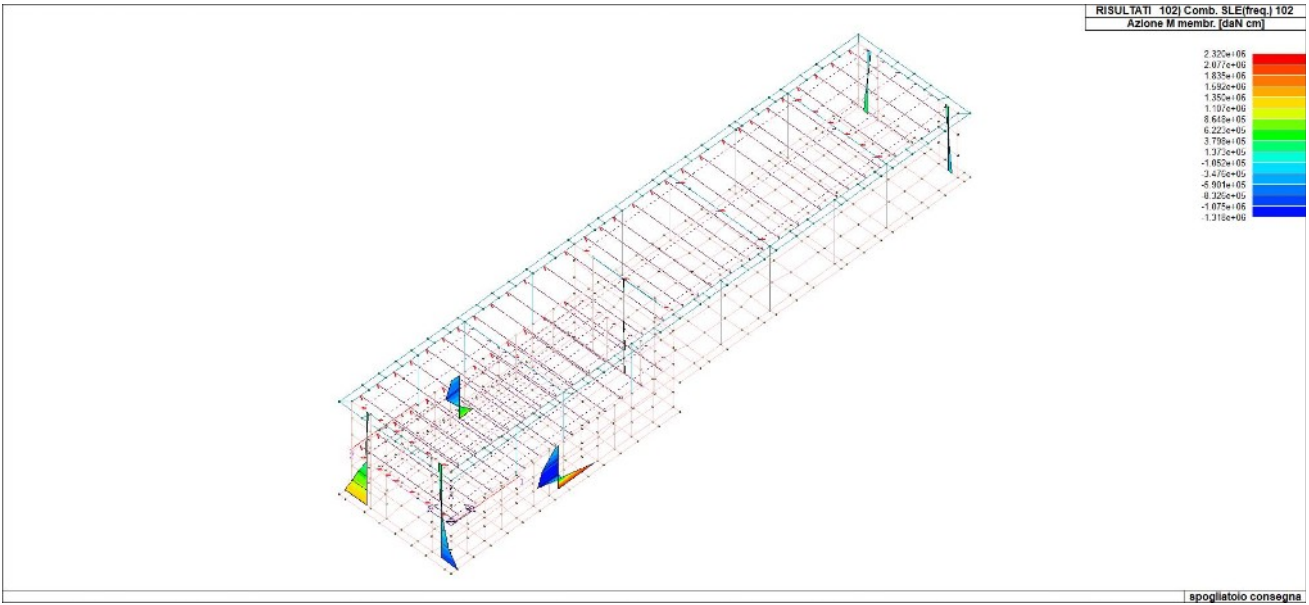 RISULTATI 102) Comb. SLE(freq.) 102
Azione M membr. [daN cm]
2.320e+06
2.077e+06
1.835e+06
1.592e+06
1.350e+06
1.107e+06
8.648e+05
6.223e+05
3.798e+05
1.373e+05
-1.052e+05
-3.476e+05
-5.901e+05
-8.326e+05
-1.075e+06
-1.318e+06
spogliatoio consegna